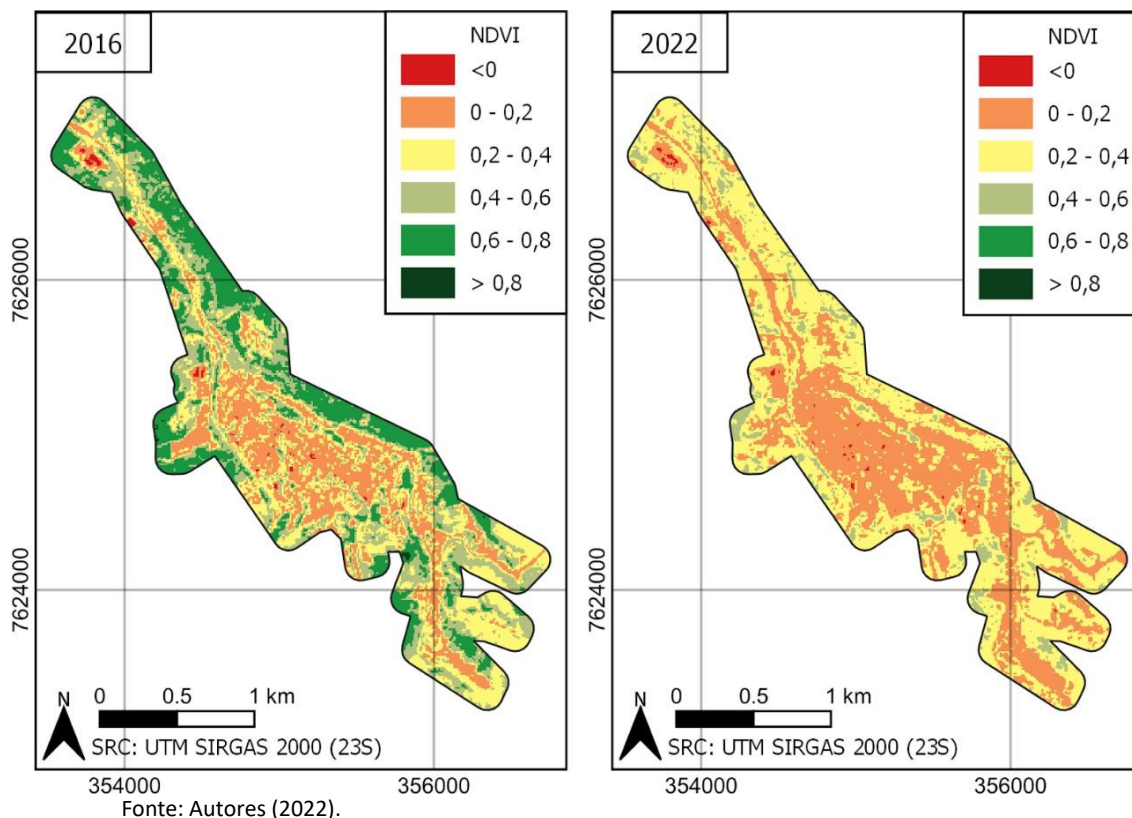 2016
NDVI
<0
0 - 0,2
0,2 - 0,4
0,4 - 0,6
0,6 - 0,8
> 0,8
7626000
7624000
N
0 0.5 1 km
SRC: UTM SIRGAS 2000 (23S)
354000 356000
2022
NDVI
<0
0 - 0,2
0,2 - 0,4
0,4 - 0,6
0,6 - 0,8
> 0,8
7626000
7624000
N
0 0.5 1 km
SRC: UTM SIRGAS 2000 (23S)
354000 356000
Fonte: Autores (2022).